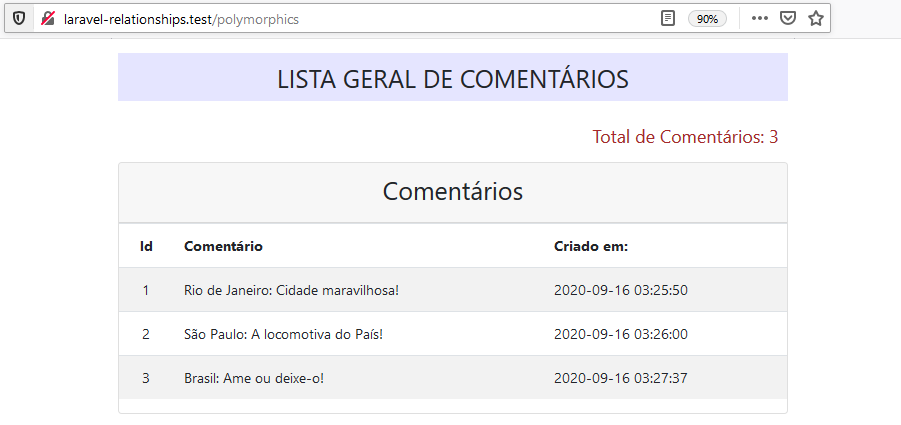 laravel-relationships.test/polymorphics 90%
LISTA GERAL DE COMENTÁRIOS
Total de Comentários: 3
Comentários
Id Comentário Criado em:
1 Rio de Janeiro: Cidade maravilhosa! 2020-09-16 03:25:50
2 São Paulo: A locomotiva do País! 2020-09-16 03:26:00
3 Brasil: Ame ou deixe-o! 2020-09-16 03:27:37